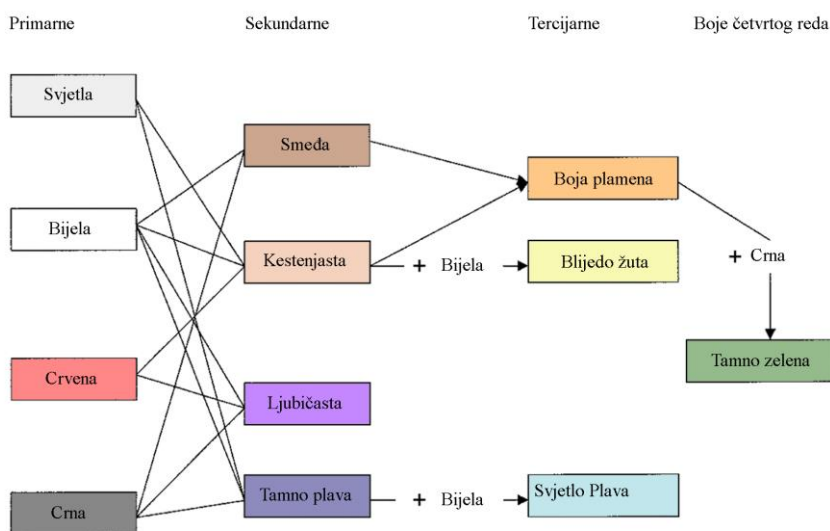 Primarne Sekundarne Tercijarne Boje četvrtog reda
Svjetla
Smeđa
Boja plamena
Bijela
Kestenjasta + Bijela Blijedo žuta + Crna
Crvena Tamno zelena
Ljubičasta
Crna Tamno plava + Bijela Svjetlo Plava